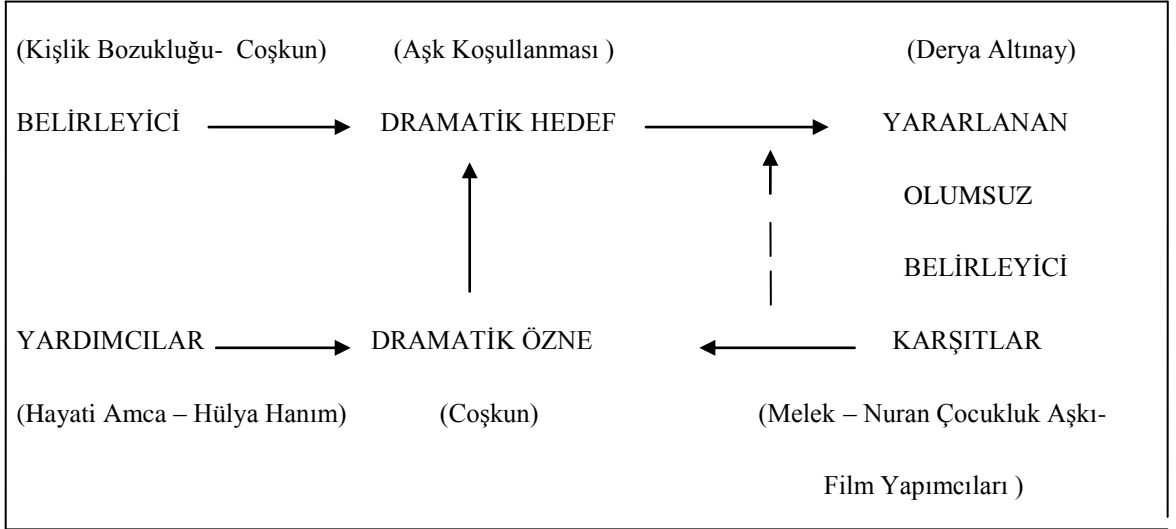 (Kişlik Bozukluğu- Coşkun) (Aşk Koşullanması ) (Derya Altınay)
BELİRLEYİCİ DRAMATİK HEDEF YARARLANAN
OLUMSUZ
BELİRLEYİCİ
YARDIMCILAR DRAMATİK ÖZNE KARŞITLAR
(Hayati Amca – Hülya Hanım) (Coşkun) (Melek – Nuran Çocukluk Aşkı-
Film Yapımcıları )